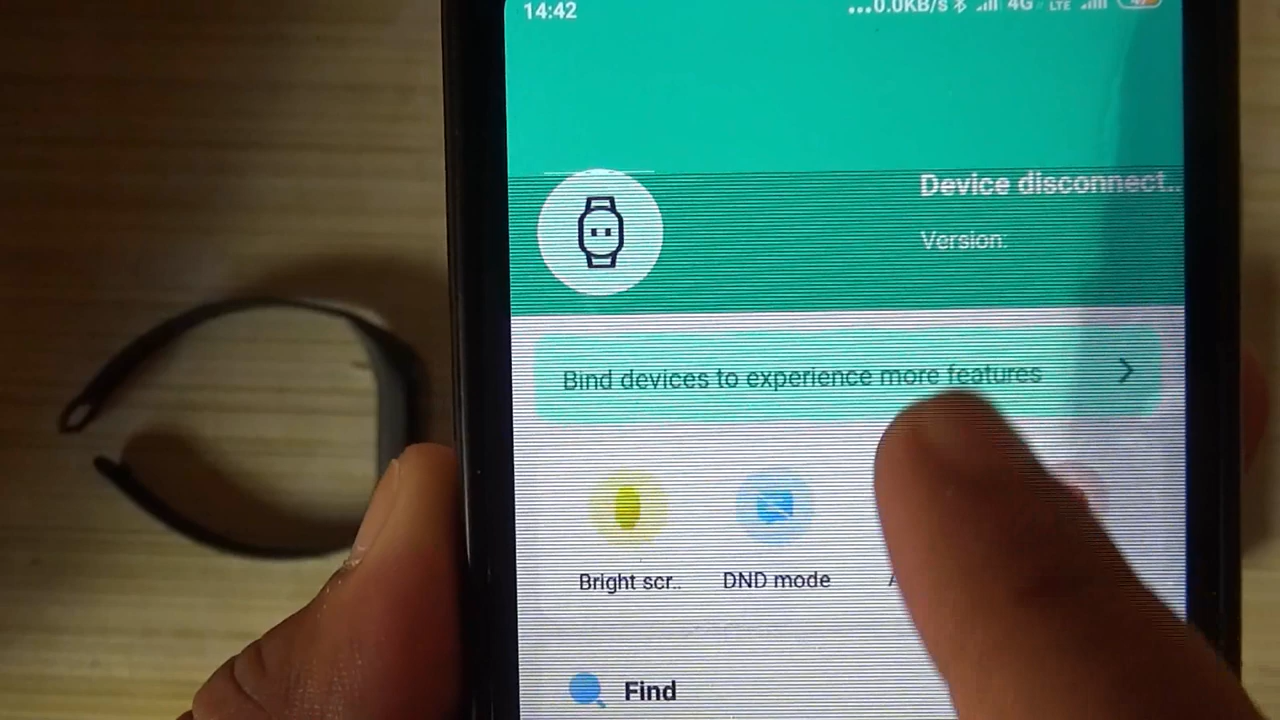 14:42 ...0.0KB/s 4G LTE
Device disconnect..
Version.
Bind devices to experience more features
Bright scr.. DND mode
Find